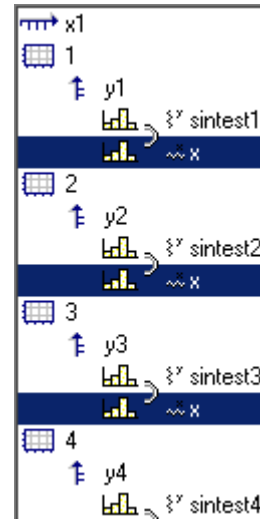 x1
1
y1
sintest1
x
2
y2
sintest2
x
3
y3
sintest3
x
4
y4
sintest4